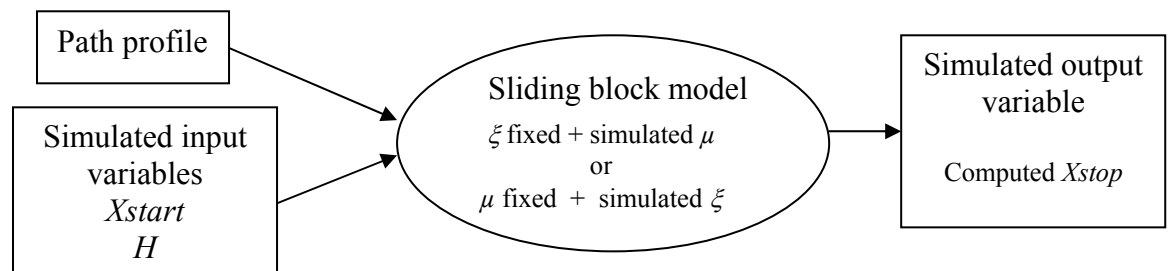 Path profile
Simulated input
variables
Xstart
H
Sliding block model
ξ fixed + simulated μ
or
μ fixed + simulated ξ
Simulated output
variable
Computed Xstop